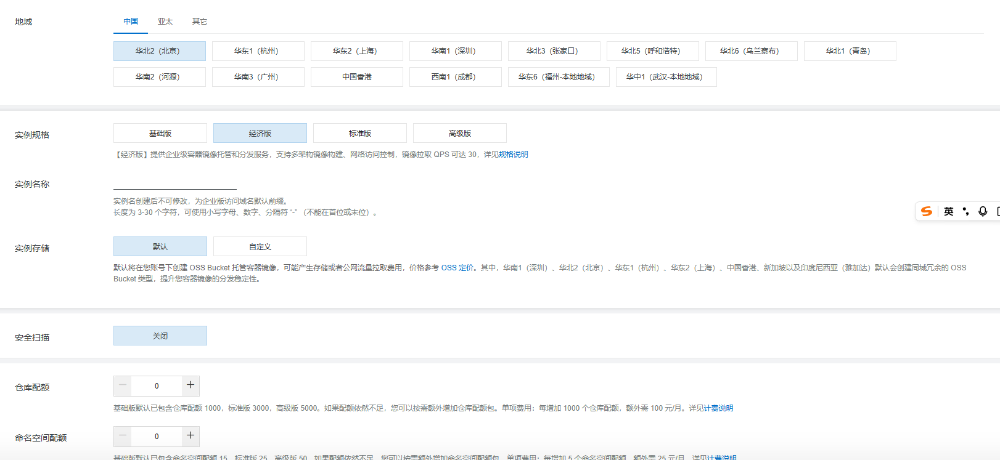 地域
中国 亚太 其它
华北2（北京） 华东1（杭州） 华东2（上海） 华南1（深圳） 华北3（张家口） 华北5（呼和浩特） 华北6（乌兰察布） 华北1（青岛）
华南2（河源） 华南3（广州） 中国香港 西南1（成都） 华东6（福州-本地地域） 华中1（武汉-本地地域）
实例规格
基础版 经济版 标准版 高级版
【经济版】提供企业级容器镜像托管和分发服务，支持多架构镜像构建、网络访问控制，镜像拉取 QPS 可达 30，详见规格说明
实例名称
实例名创建后不可修改，为企业版访问域名默认前缀。
长度为 3-30 个字符，可使用小写字母、数字、分隔符 “-” （不能在首位或末位）。
英
实例存储
默认 自定义
默认将在您账号下创建 OSS Bucket 托管容器镜像，可能产生存储或者公网流量拉取费用，价格参考 OSS 定价。其中，华南1（深圳）、华北2（北京）、华东1（杭州）、华东2（上海）、中国香港、新加坡以及印度尼西亚（雅加达）默认会创建同城冗余的 OSS
Bucket 类型，提升您容器镜像的分发稳定性。
安全扫描
关闭
仓库配额
0
基础版默认已包含仓库配额 1000，标准版 3000，高级版 5000。如果配额依然不足，您可以按需额外增加仓库配额包。单项费用：每增加 1000 个仓库配额，额外需 100 元/月。详见计费说明
命名空间配额
0
基础版默认已包含命名空间配额 15，标准版 25，高级版 50。如果配额依然不足，您可以按需额外增加命名空间配额包。单项费用：每增加 5 个命名空间配额，额外需 25 元/月。详见计费说明